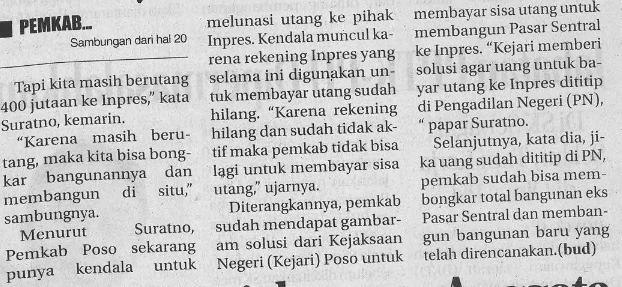 PEMKAB...
Sambungan dari hal 20
Tapi kita masih berutang
400 jutaan ke Inpres," kata
Suratno, kemarin.
"Karena masih beru-
tang, maka kita bisa bong-
kar bangunannya dan
membangun di situ,"
sambungnya.
Menurut Suratno,
Pemkab Poso sekarang
punya kendala untuk
melunasi utang ke pihak
Inpres. Kendala muncul ka-
rena rekening Inpres yang
selama ini digunakan un-
tuk membayar utang sudah
hilang. "Karena rekening
hilang dan sudah tidak ak-
tif maka pemkab tidak bisa
lagi untuk membayar sisa
utang," ujarnya.
Diterangkannya, pemkab
sudah mendapat gambar-
am solusi dari Kejaksaan
Negeri (Kejari) Poso untuk
membayar sisa utang untuk
membangun Pasar Sentral
ke Inpres. "Kejari memberi
solusi agar uang untuk ba-
yar utang ke Inpres dititip
di Pengadilan Negeri (PN),
" papar Suratno.
Selanjutnya, kata dia, ji-
ka uang sudah dititip di PN,
pemkab sudah bisa mem-
bongkar total bangunan eks
Pasar Sentral dan memban-
gun bangunan baru yang
telah direncanakan.(bud)